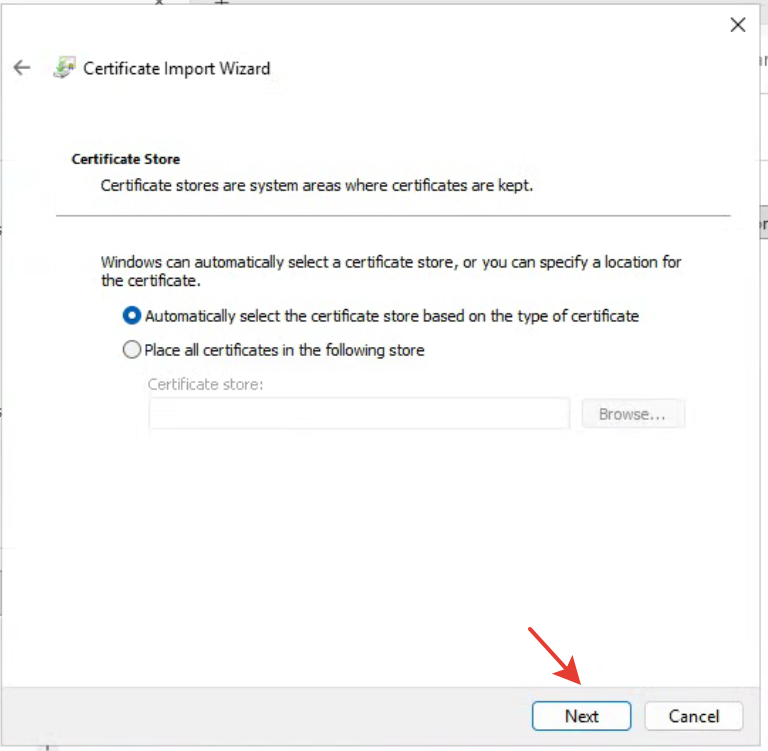 Certificate Import Wizard
Certificate Store
Certificate stores are system areas where certificates are kept.
Windows can automatically select a certificate store, or you can specify a location for
the certificate.
Automatically select the certificate store based on the type of certificate
Place all certificates in the following store
Certificate store:
Browse...
Next
Cancel